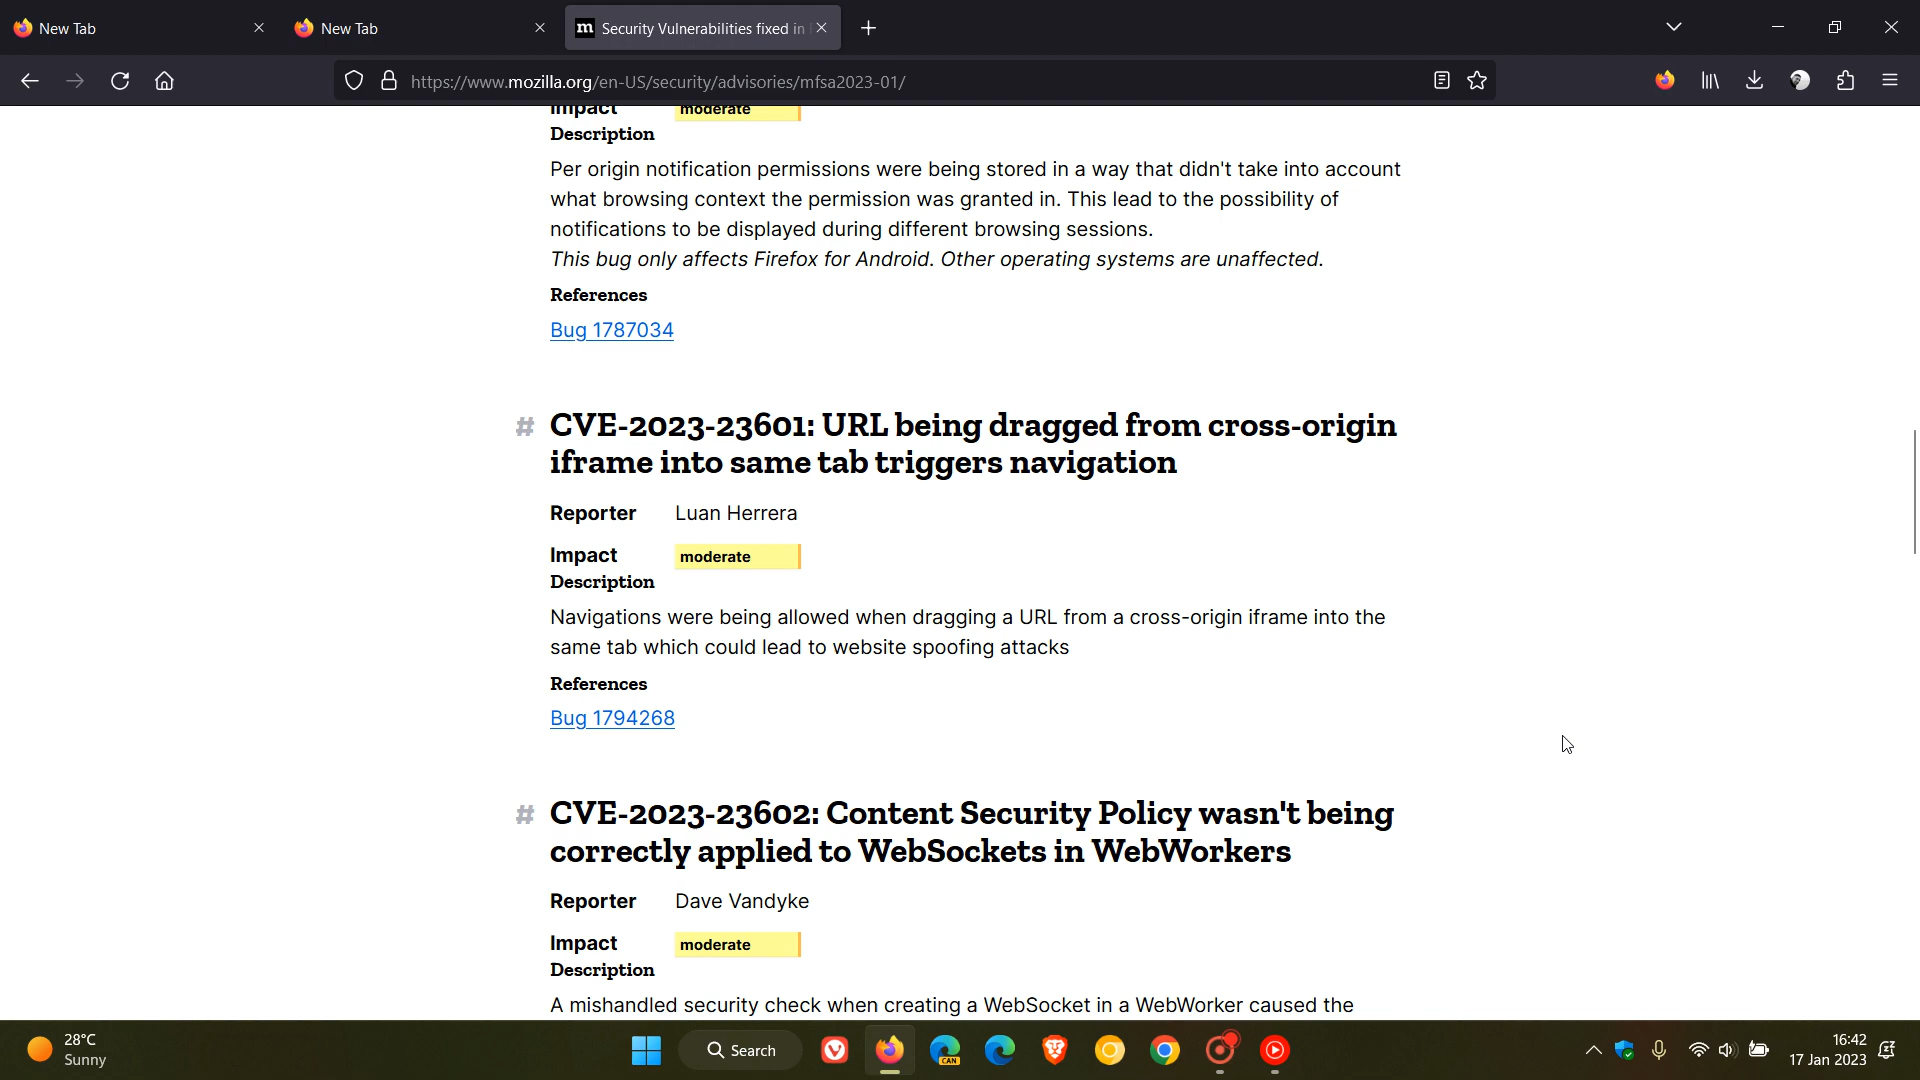 New Tab
New Tab
m Security Vulnerabilities fixed in
https://www.mozilla.org/en-US/security/advisories/mfsa2023-01/
Impact moderate
Description
Per origin notification permissions were being stored in a way that didn't take into account
what browsing context the permission was granted in. This lead to the possibility of
notifications to be displayed during different browsing sessions.
This bug only affects Firefox for Android. Other operating systems are unaffected.
References
Bug 1787034
# CVE-2023-23601: URL being dragged from cross-origin
iframe into same tab triggers navigation
Reporter Luan Herrera
Impact moderate
Description
Navigations were being allowed when dragging a URL from a cross-origin iframe into the
same tab which could lead to website spoofing attacks
References
Bug 1794268
# CVE-2023-23602: Content Security Policy wasn't being
correctly applied to WebSockets in WebWorkers
Reporter Dave Vandyke
Impact moderate
Description
A mishandled security check when creating a WebSocket in a WebWorker caused the
28°C
Sunny
Search
CAN
16:42
17 Jan 2023